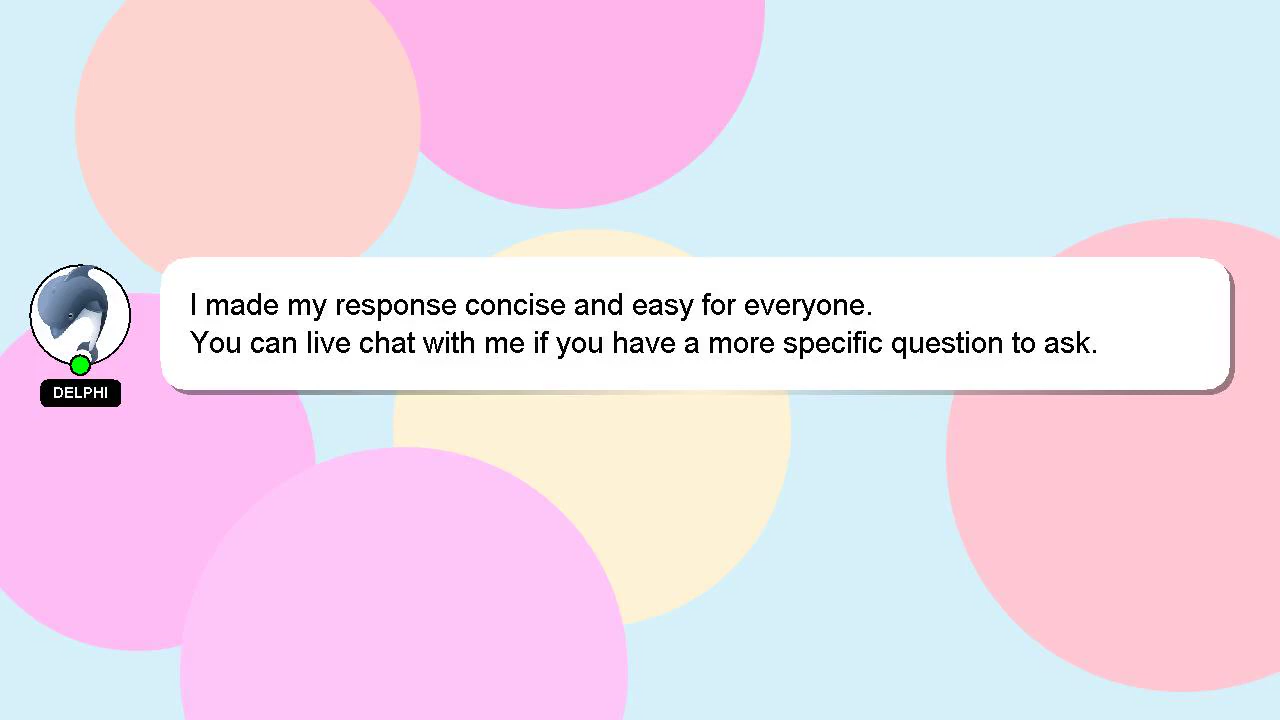 I made my response concise and easy for everyone.
You can live chat with me if you have a more specific question to ask.
DELPHI